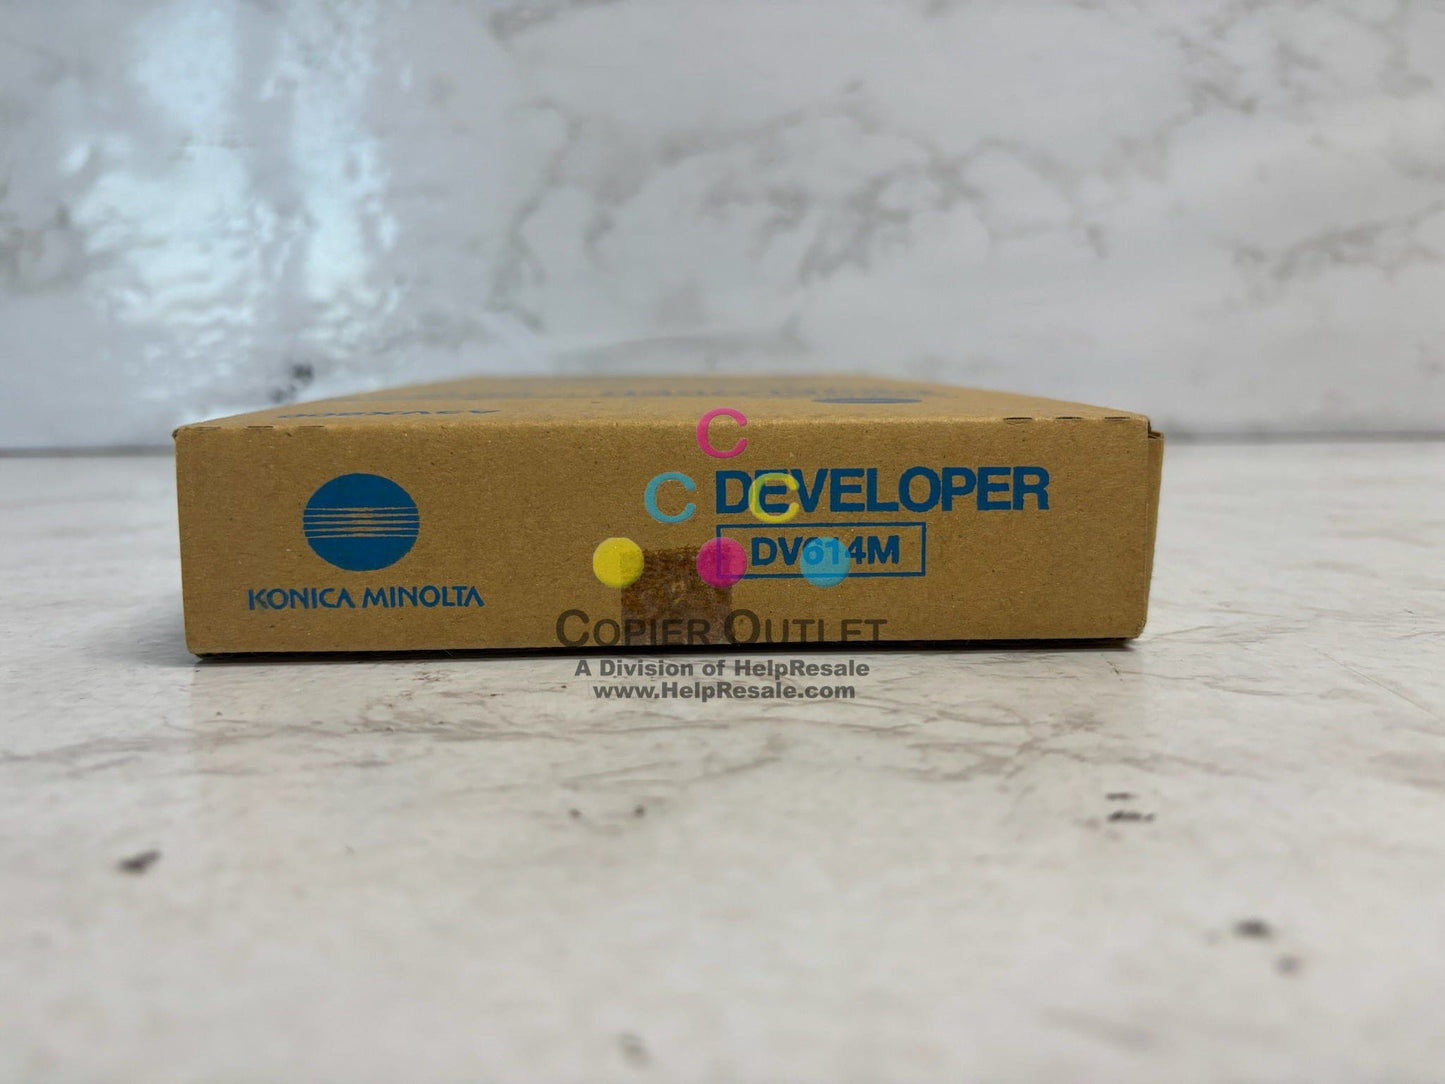 C
C DEVELOPER
C
DV614M
KONICA MINOLTA
COPIER OUTLET
A Division of HelpResale
www.HelpResale.com